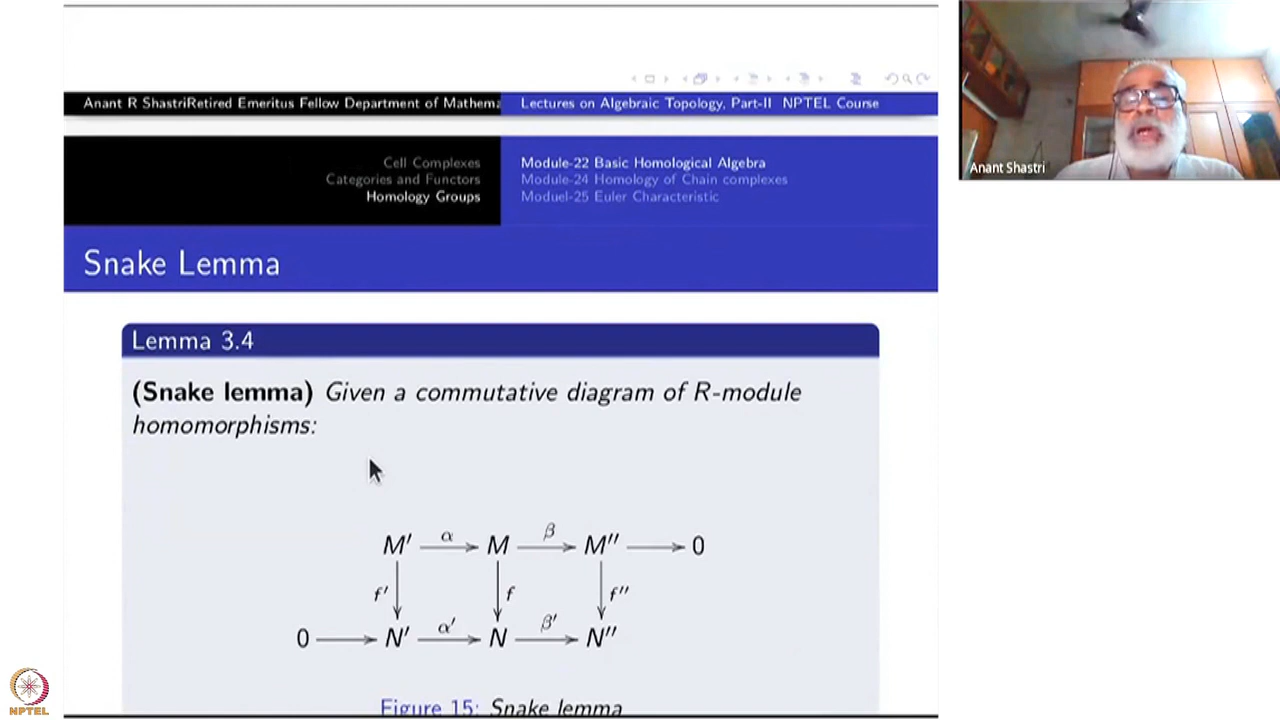 Anant R ShastriRetired Emeritus Fellow Department of Mathema
Lectures on Algebraic Topology, Part-II NPTEL Course
Cell Complexes
Categories and Functors
Homology Groups
Module-22 Basic Homological Algebra
Module-24 Homology of Chain complexes
Moduel-25 Euler Characteristic
Snake Lemma
Lemma 3.4
(Snake lemma) Given a commutative diagram of R-module
homomorphisms:
M′ α M β M″ 0
f′ f f″
0 N′ α′ N β′ N″
Figure 15: Snake lemma
Anant Shastri
NPTEL